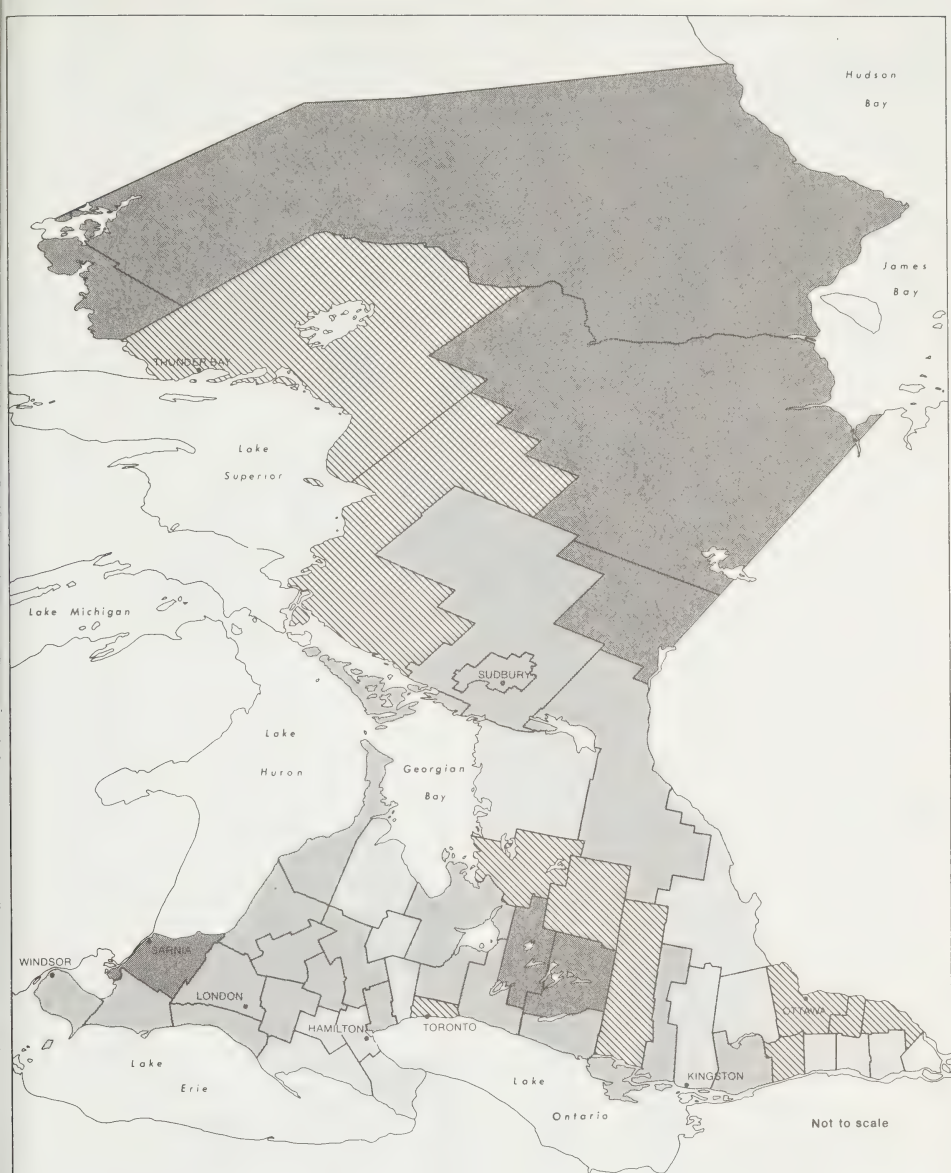 Hudson
Bay
James
Bay
THUNDER BAY
Lake
Superior
Lake Michigan
SUDBURY
Lake
Huron
Georgian
Bay
SARNIA
WINDSOR
LONDON
HAMILTON
TORONTO
OTTAWA
KINGSTON
Lake
Erie
Lake
Ontario
Not to scale